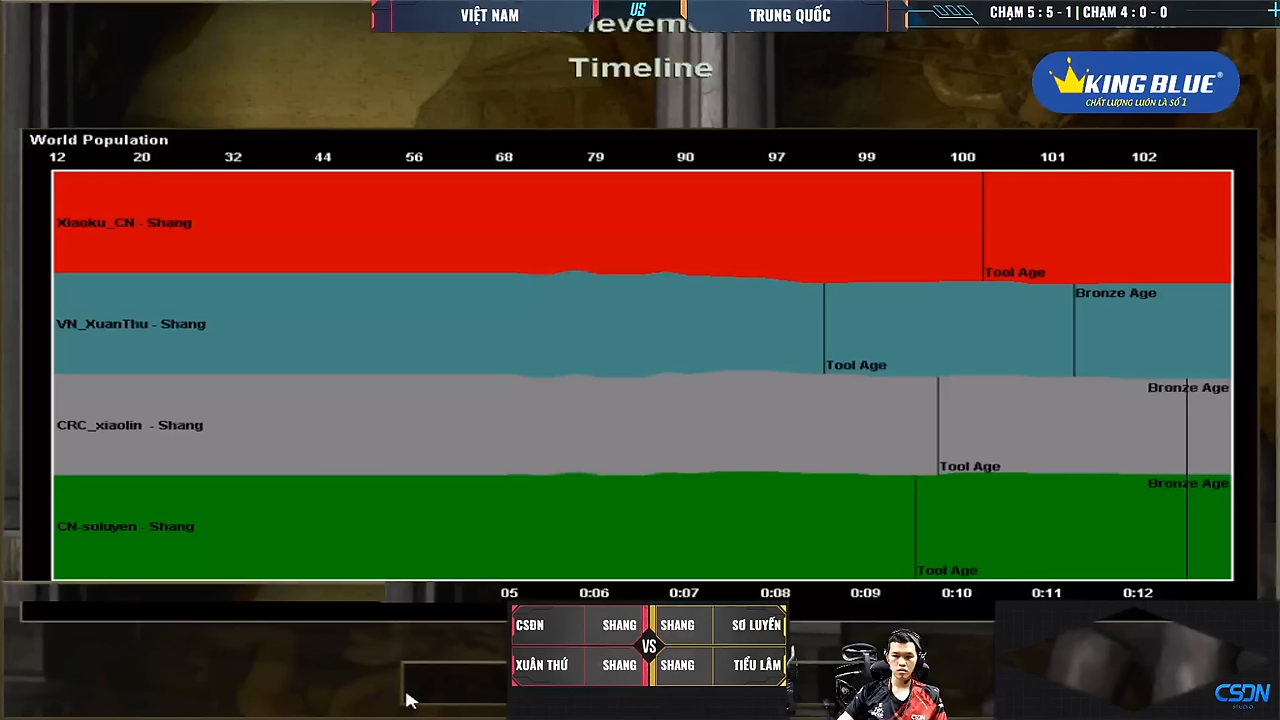 VIỆT NAM
US
TRUNG QUỐC
CHẠM 5 : 5 - 1 | CHẠM 4 : 0 - 0
Timeline
KING BLUE®
CHẤT LƯỢNG LUÔN LÀ SỐ 1
World Population
12 20 32 44 56 68 79 90 97 99 100 101 102
Xiaoku_CN - Shang
Tool Age
Bronze Age
VN_XuanThu - Shang
Tool Age
Bronze Age
CRC_xiaolin - Shang
Tool Age
Bronze Age
CN-soluyen - Shang
Tool Age
05 0:06 0:07 0:08 0:09 0:10 0:11 0:12
CSDN SHANG SHANG SƠ LUYẾN
VS
XUÂN THỨ SHANG SHANG TIỂU LÂM
CSDN
STUDIO